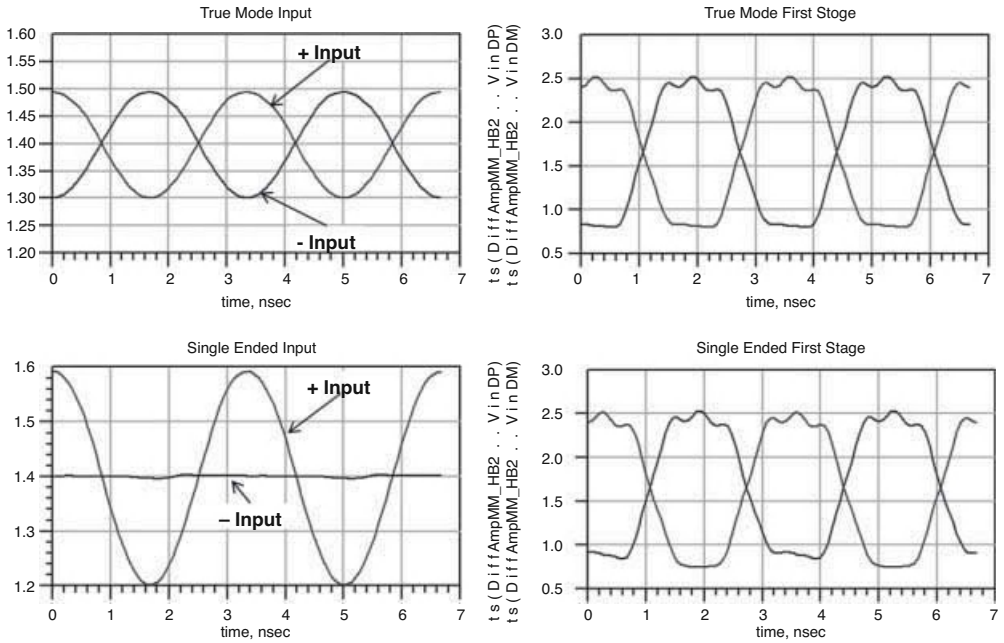 True Mode Input
1.60
1.55
1.50
1.45
1.40
1.35
1.30
1.25
1.20
+ Input
- Input
0 1 2 3 4 5 6 7
time, nsec
True Mode First Stoge
ts(DiffAmpMM_HB2..VinDP)
ts(DiffAmpMM_HB2..VinDM)
3.0
2.5
2.0
1.5
1.0
0.5
0 1 2 3 4 5 6 7
time, nsec
Single Ended Input
1.6
1.5
1.4
1.3
1.2
+ Input
– Input
0 1 2 3 4 5 6 7
time, nsec
Single Ended First Stage
ts(DiffAmpMM_HB2..VinDP)
ts(DiffAmpMM_HB2..VinDM)
3.0
2.5
2.0
1.5
1.0
0.5
0 1 2 3 4 5 6 7
time, nsec